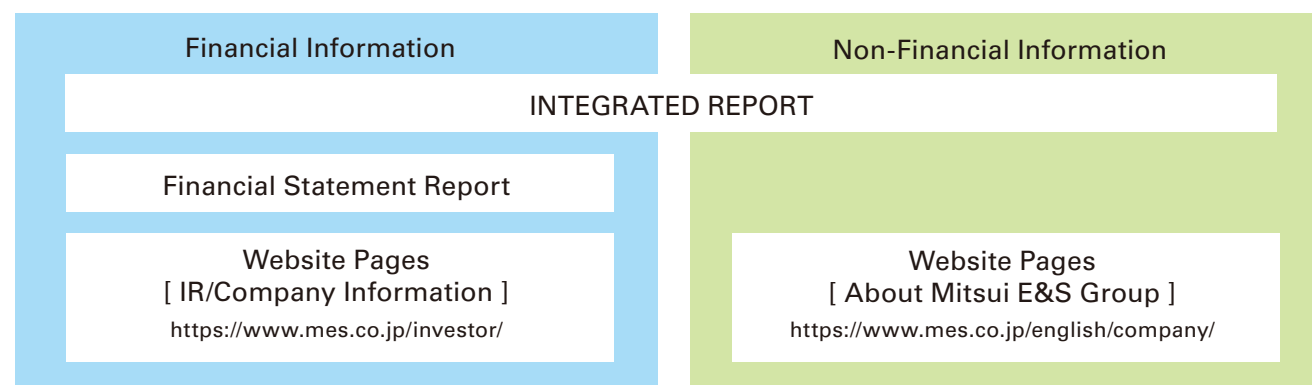 Financial Information
Non-Financial Information
INTEGRATED REPORT
Financial Statement Report
Website Pages
[ IR/Company Information ]
https://www.mes.co.jp/investor/
Website Pages
[ About Mitsui E&S Group ]
https://www.mes.co.jp/english/company/